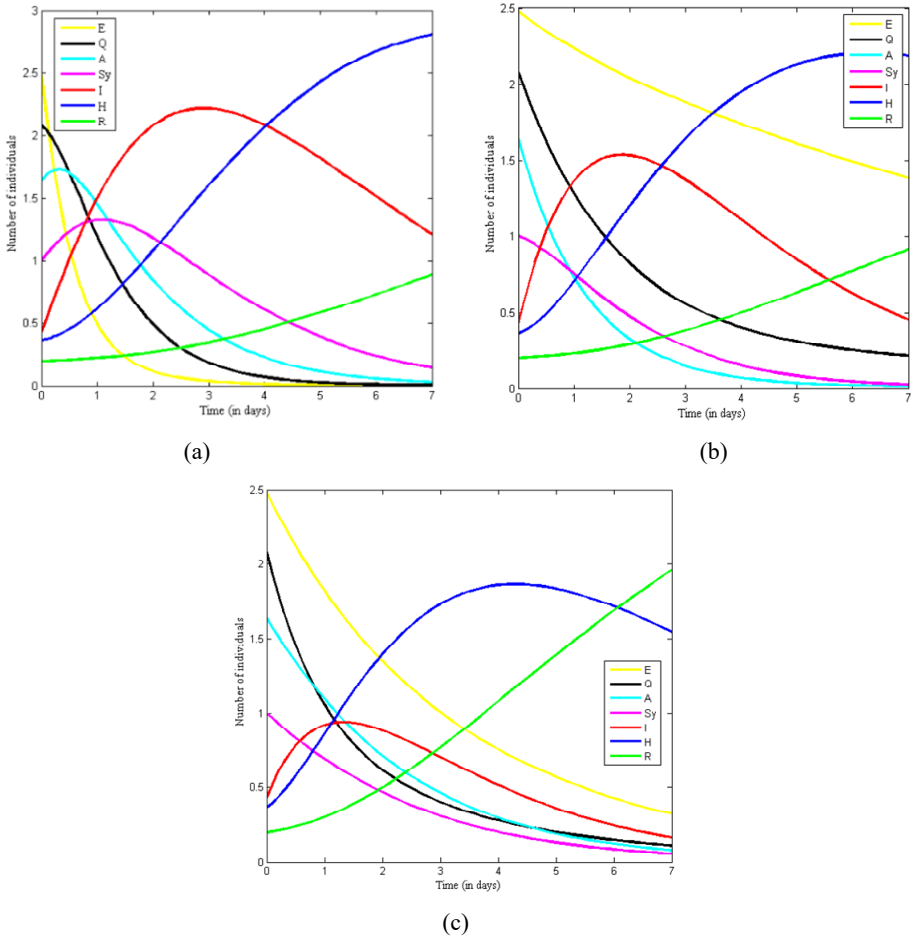 3
2.5
2
1.5
1
0.5
0
Number of individuals
E
Q
A
Sy
I
H
R
0 1 2 3 4 5 6 7
Time (in days)
(a)
2.5
2
1.5
1
0.5
0
Number of individuals
E
Q
A
Sy
I
H
R
0 1 2 3 4 5 6 7
Time (in days)
(b)
2.5
2
1.5
1
0.5
0
Number of individuals
E
Q
A
Sy
I
H
R
0 1 2 3 4 5 6 7
Time (in days)
(c)